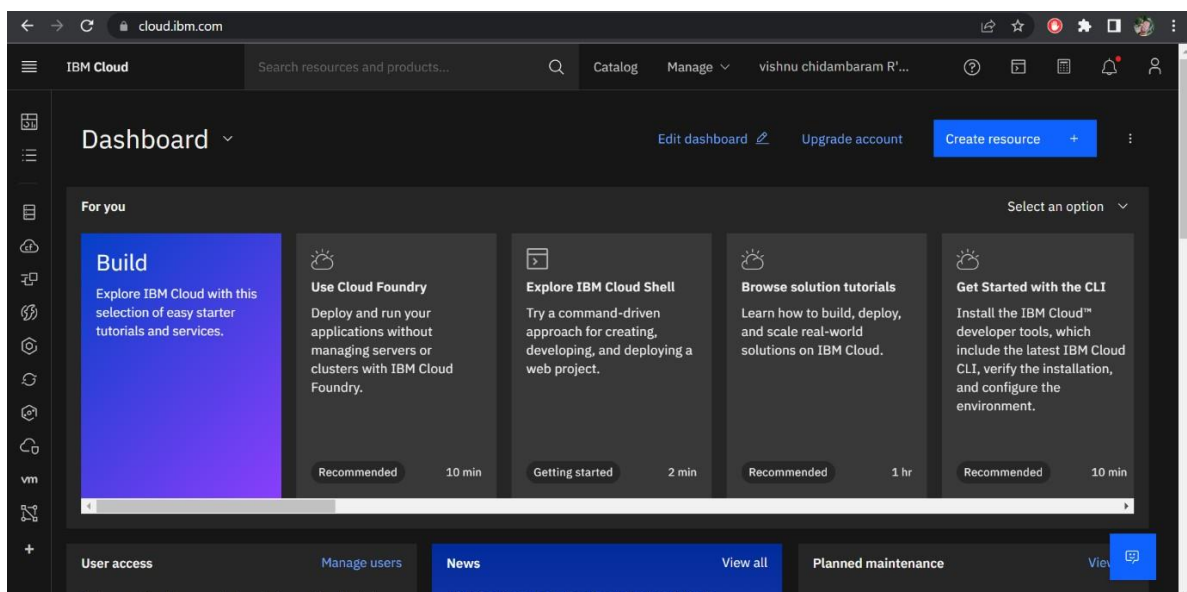 cloud.ibm.com
IBM Cloud
Search resources and products...
Catalog
Manage
vishnu chidambaram R'...
Dashboard
Edit dashboard
Upgrade account
Create resource +
For you
Select an option
Build
Explore IBM Cloud with this
selection of easy starter
tutorials and services.
Use Cloud Foundry
Deploy and run your
applications without
managing servers or
clusters with IBM Cloud
Foundry.
Recommended
10 min
Explore IBM Cloud Shell
Try a command-driven
approach for creating,
developing, and deploying a
web project.
Getting started
2 min
Browse solution tutorials
Learn how to build, deploy,
and scale real-world
solutions on IBM Cloud.
Recommended
1 hr
Get Started with the CLI
Install the IBM Cloud™
developer tools, which
include the latest IBM Cloud
CLI, verify the installation,
and configure the
environment.
Recommended
10 min
vm
User access
Manage users
News
View all
Planned maintenance